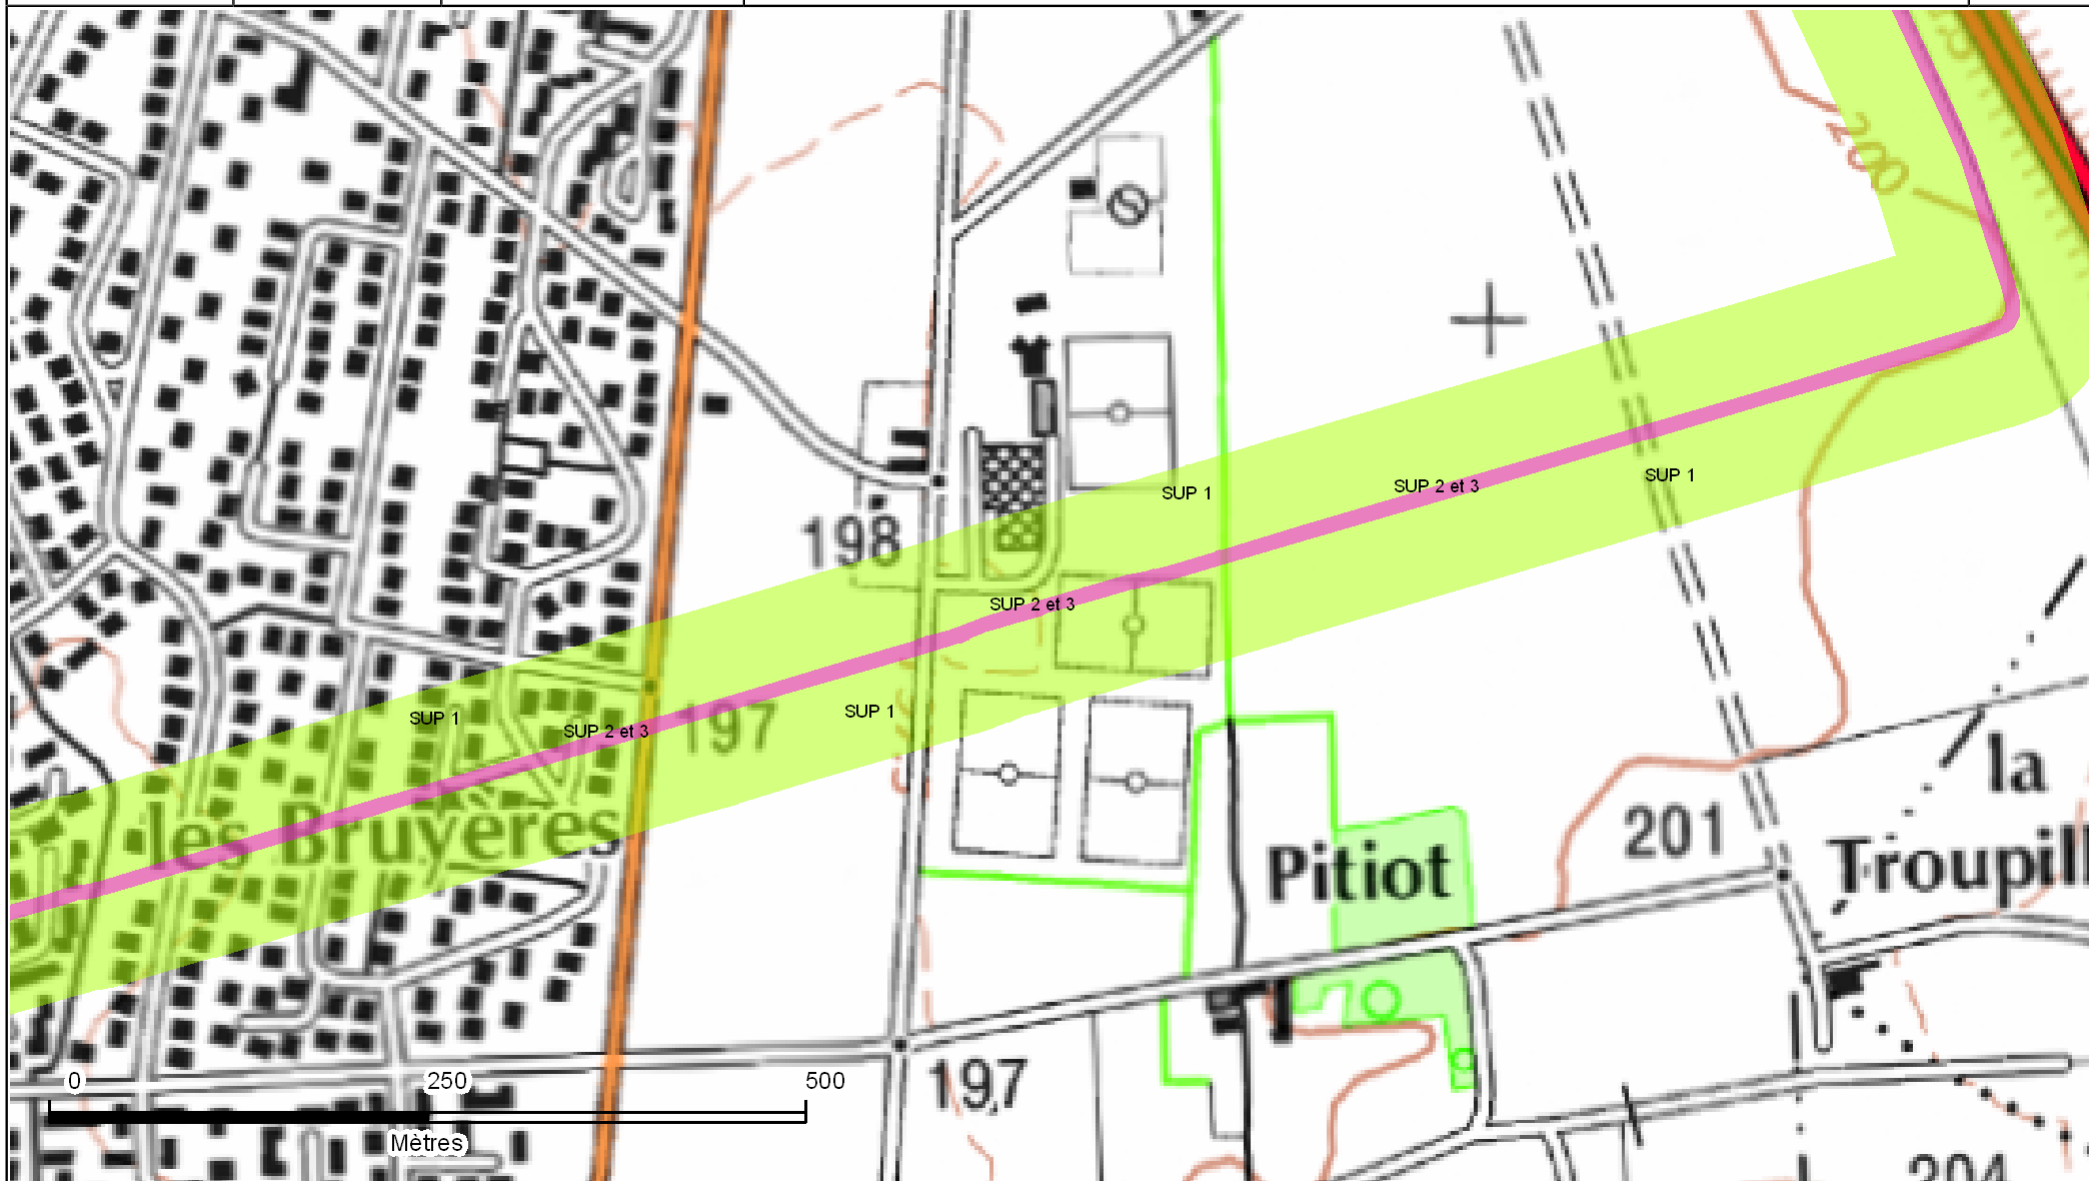 200
SUP 1
SUP 2 et 3
SUP 1
198
SUP 2 et 3
SUP 1
SUP 1
SUP 2 et 3
197
la
les Bruyères
201
Pitiot
Troupill
0
250
500
197
Mètres
204